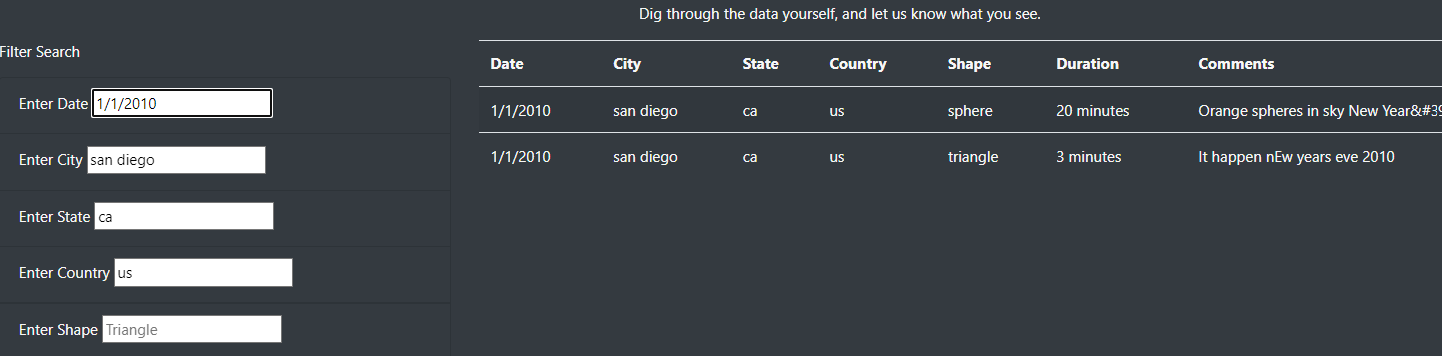 Dig through the data yourself, and let us know what you see.
Filter Search
Enter Date 1/1/2010
Enter City san diego
Enter State ca
Enter Country us
Enter Shape Triangle
Date City State Country Shape Duration Comments
1/1/2010 san diego ca us sphere 20 minutes Orange spheres in sky New Year&#39
1/1/2010 san diego ca us triangle 3 minutes It happen nEw years eve 2010